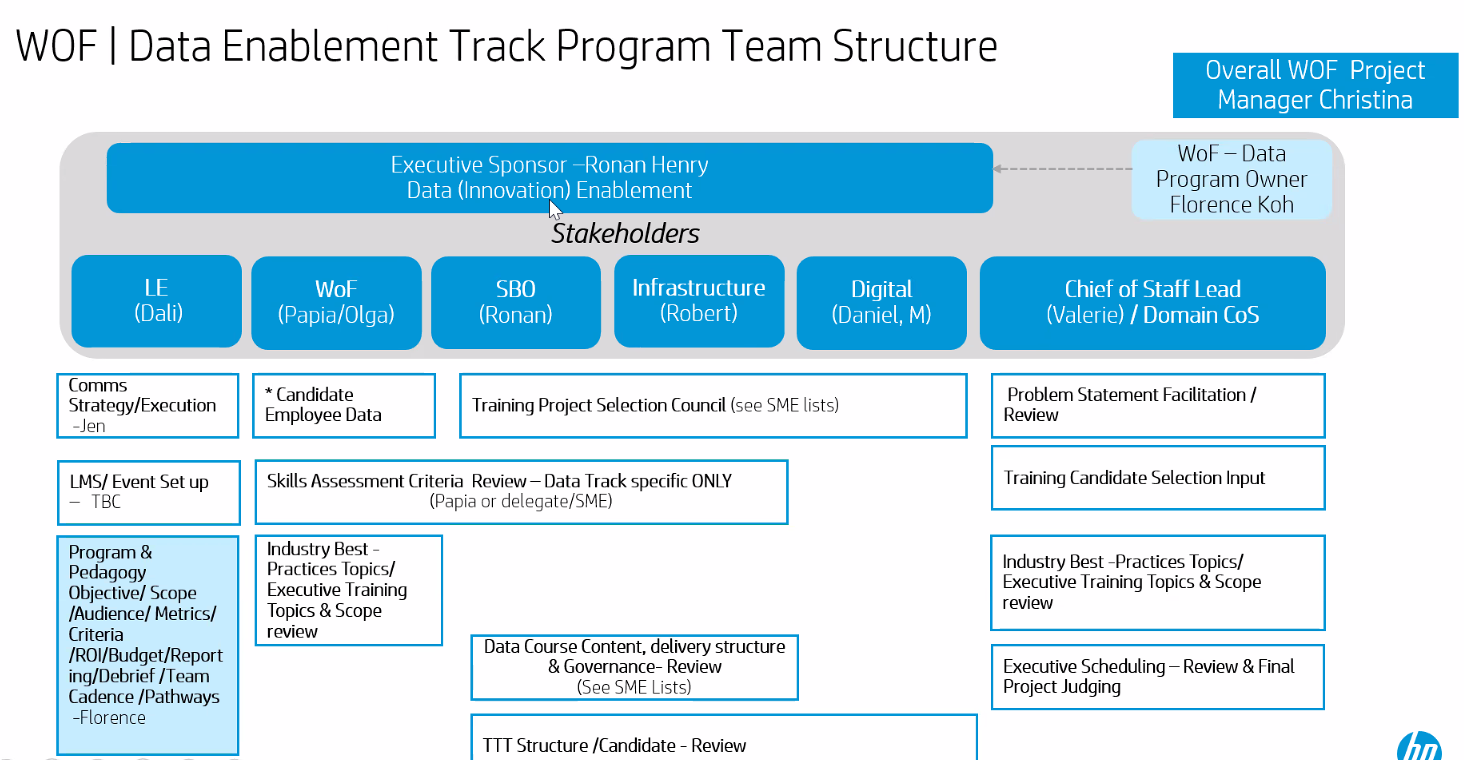 WOF | Data Enablement Track Program Team Structure
Overall WOF Project
Manager Christina
Executive Sponsor –Ronan Henry
Data (Innovation) Enablement
WoF – Data
Program Owner
Florence Koh
Stakeholders
LE
(Dali)
WoF
(Papia/Olga)
SBO
(Ronan)
Infrastructure
(Robert)
Digital
(Daniel, M)
Chief of Staff Lead
(Valerie) / Domain CoS
Comms
Strategy/Execution
-Jen
* Candidate
Employee Data
Training Project Selection Council (see SME lists)
Problem Statement Facilitation /
Review
LMS/ Event Set up
– TBC
Skills Assessment Criteria Review – Data Track specific ONLY
(Papia or delegate/SME)
Training Candidate Selection Input
Program &
Pedagogy
Objective/ Scope
/Audience/ Metrics/
Criteria
/ROI/Budget/Report
ing/Debrief /Team
Cadence /Pathways
-Florence
Industry Best -
Practices Topics/
Executive Training
Topics & Scope
review
Industry Best -Practices Topics/
Executive Training Topics & Scope
review
Data Course Content, delivery structure
& Governance- Review
(See SME Lists)
Executive Scheduling – Review & Final
Project Judging
TTT Structure /Candidate - Review
hp